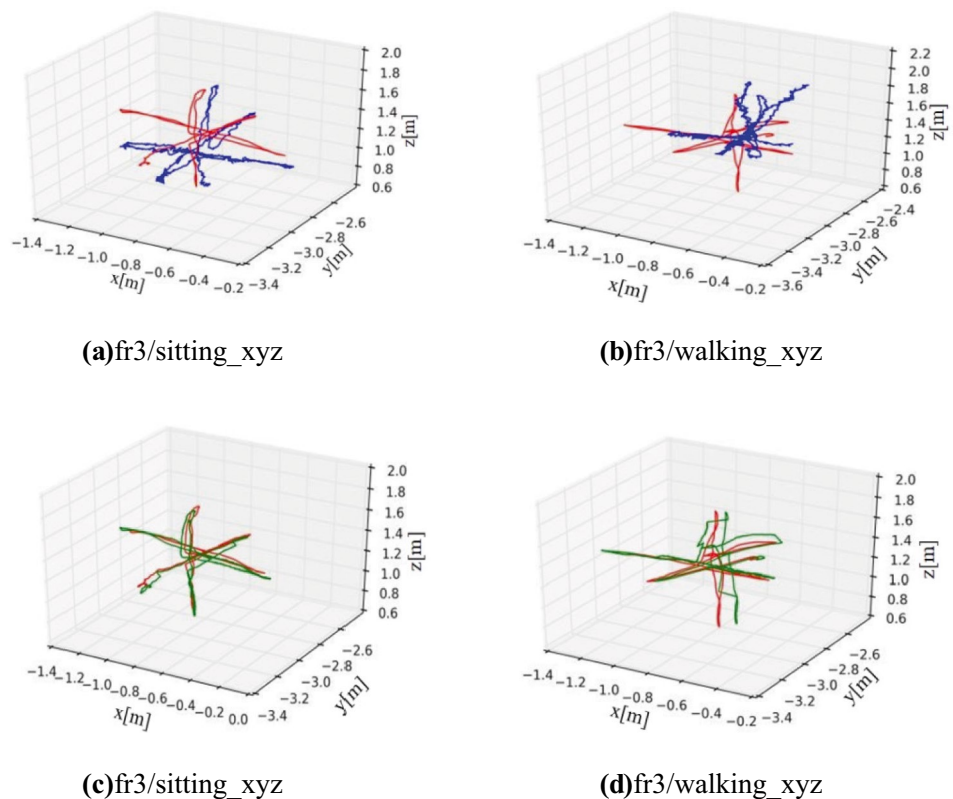 2.0
1.8
1.6
1.4
1.2
1.0
0.8
0.6
z[m]
−2.6
−2.8
−3.0
−3.2
−3.4
y[m]
−1.4 −1.2 −1.0 −0.8 −0.6 −0.4 −0.2
x[m]
(a)fr3/sitting_xyz
2.2
2.0
1.8
1.6
1.4
1.2
1.0
0.8
0.6
z[m]
−2.4
−2.6
−2.8
−3.0
−3.2
−3.4
−3.6
y[m]
−1.4 −1.2 −1.0 −0.8 −0.6 −0.4 −0.2
x[m]
(b)fr3/walking_xyz
2.0
1.8
1.6
1.4
1.2
1.0
0.8
0.6
z[m]
−2.6
−2.8
−3.0
−3.2
−3.4
y[m]
−1.4 −1.2 −1.0 −0.8 −0.6 −0.4 −0.2 0.0
x[m]
(c)fr3/sitting_xyz
2.0
1.8
1.6
1.4
1.2
1.0
0.8
0.6
z[m]
−2.6
−2.8
−3.0
−3.2
−3.4
y[m]
−1.4 −1.2 −1.0 −0.8 −0.6 −0.4 −0.2
x[m]
(d)fr3/walking_xyz